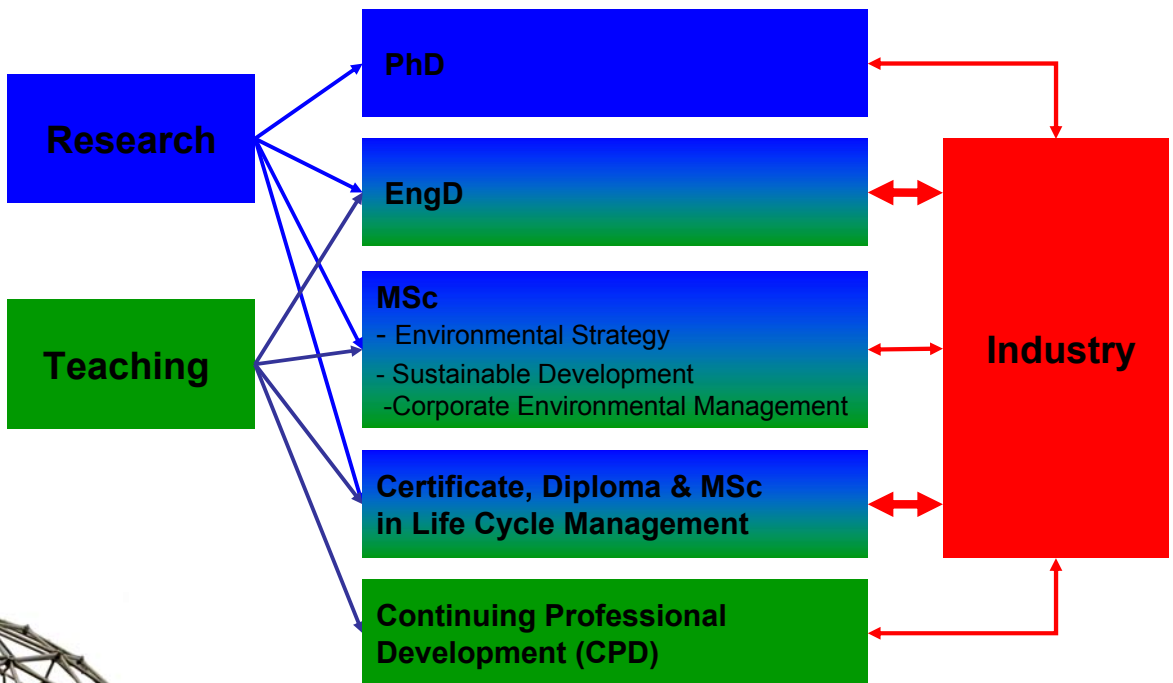 Research
Teaching
PhD
EngD
MSc
- Environmental Strategy
- Sustainable Development
-Corporate Environmental Management
Certificate, Diploma & MSc
in Life Cycle Management
Continuing Professional
Development (CPD)
Industry